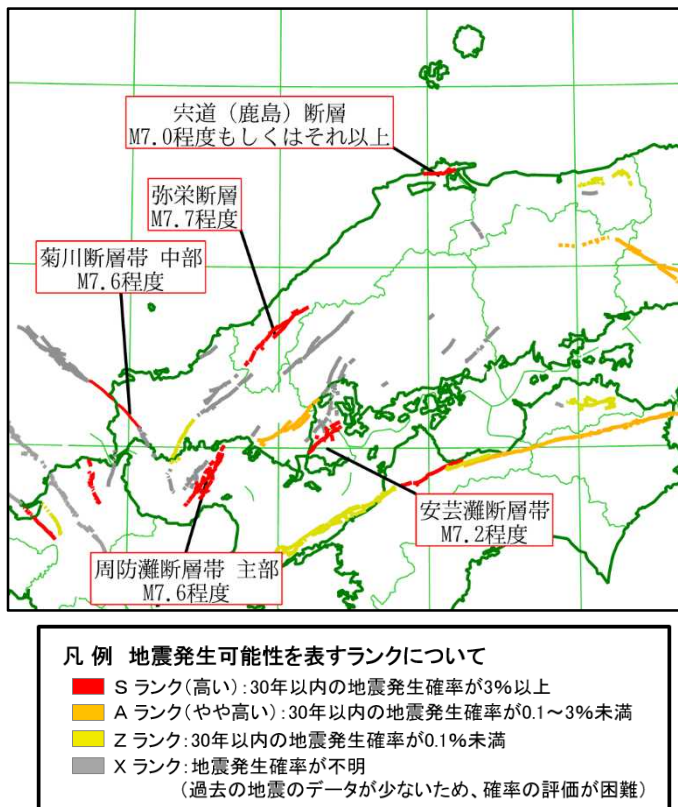 宍道（鹿島）断層
M7.0程度もしくはそれ以上
弥栄断層
M7.7程度
菊川断層帯 中部
M7.6程度
安芸灘断層帯
M7.2程度
周防灘断層帯 主部
M7.6程度
凡 例 地震発生可能性を表すランクについて
S ランク(高い):30年以内の地震発生確率が3%以上
A ランク(やや高い):30年以内の地震発生確率が0.1～3%未満
Z ランク:30年以内の地震発生確率が0.1%未満
X ランク:地震発生確率が不明
(過去の地震のデータが少ないため、確率の評価が困難)